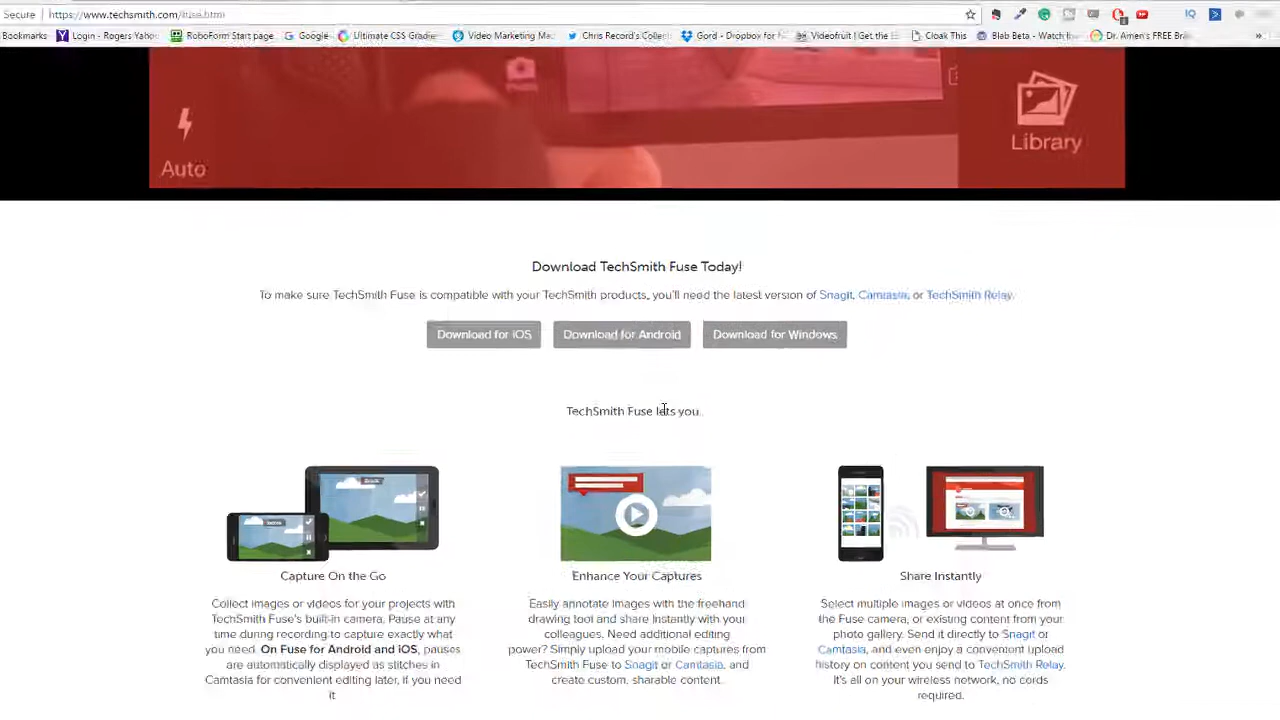 Secure https://www.techsmith.com/fuse.html
Bookmarks Login - Rogers Yahoo RoboForm Start page Google Ultimate CSS Gradie Video Marketing Ma Chris Record's Collect Gord - Dropbox for Videofruit | Get the Cloak This Blab Beta - Watch Dr. Amen's FREE Bra »
Auto
Library
Download TechSmith Fuse Today!
To make sure TechSmith Fuse is compatible with your TechSmith products, you'll need the latest version of Snagit, Camtasia, or TechSmith Relay.
Download for iOS Download for Android Download for Windows
TechSmith Fuse lets you..
Capture On the Go
Collect images or videos for your projects with
TechSmith Fuse's built-in camera. Pause at any
time during recording to capture exactly what
you need. On Fuse for Android and iOS, pauses
are automatically displayed as stitches in
Camtasia for convenient editing later, if you need
it
Enhance Your Captures
Easily annotate images with the freehand
drawing tool and share instantly with your
colleagues. Need additional editing
power? Simply upload your mobile captures from
TechSmith Fuse to Snagit or Camtasia, and
create custom, sharable content.
Share Instantly
Select multiple images or videos at once from
the Fuse camera, or existing content from your
photo gallery. Send it directly to Snagit or
Camtasia, and even enjoy a convenient upload
history on content you send to TechSmith Relay.
It's all on your wireless network, no cords
required.